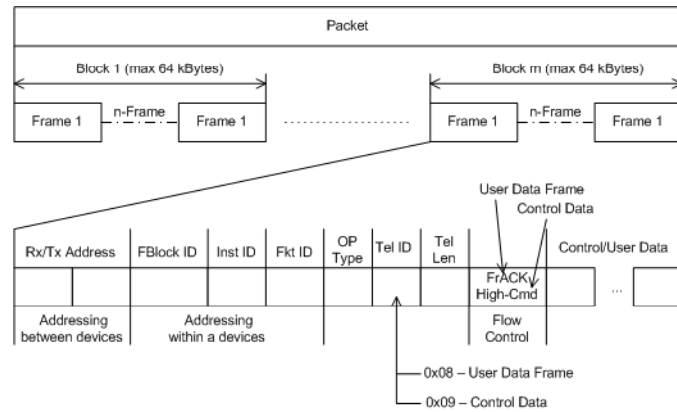 Packet
Block 1 (max 64 kBytes)
Block m (max 64 kBytes)
Frame 1
n-Frame
Frame 1
Frame 1
n-Frame
Frame 1
User Data Frame
Control Data
Rx/Tx Address
FBlock ID
Inst ID
Fkt ID
OP
Type
Tel ID
Tel
Len
Control/User Data
FrACK
High-Cmd
...
Addressing
between devices
Addressing
within a devices
Flow
Control
0x08 – User Data Frame
0x09 – Control Data